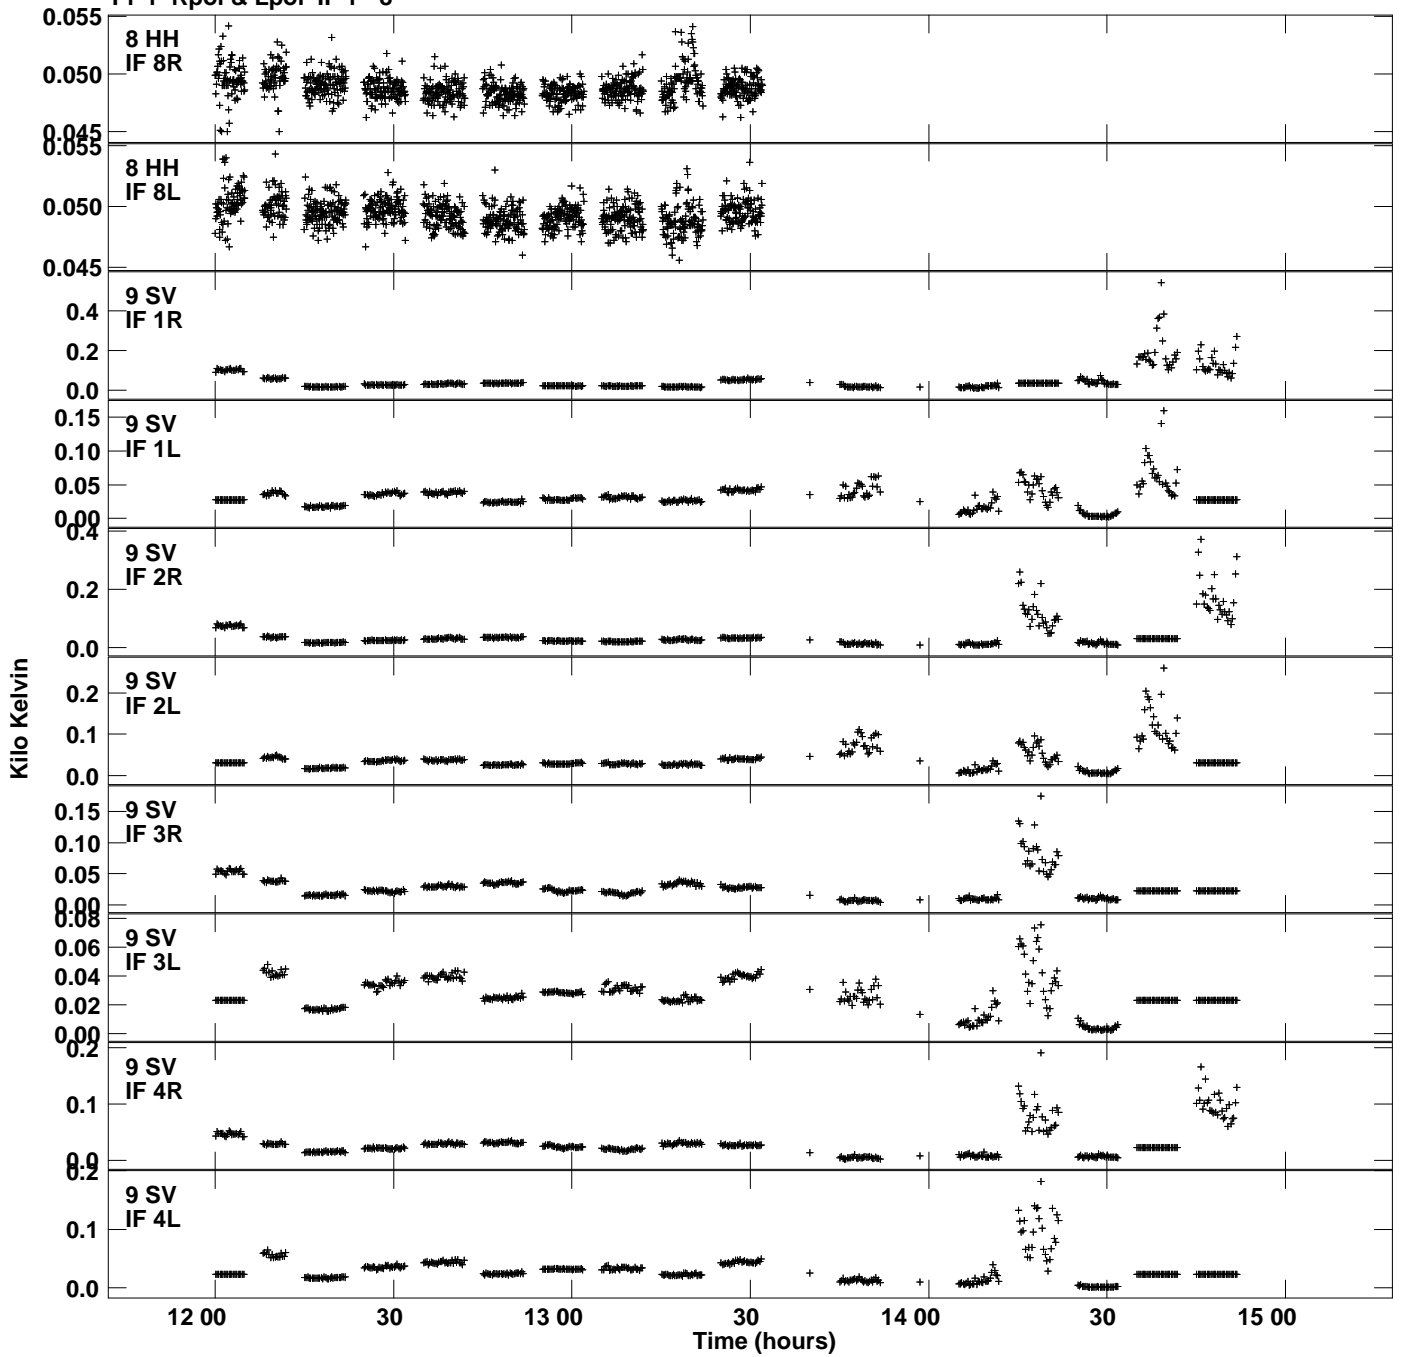 0.055
8 HH
IF 8R
0.050
0.045
0.055
8 HH
IF 8L
0.050
0.045
9 SV
IF 1R
0.4
0.2
0.0
9 SV
IF 1L
0.15
0.10
0.05
0.00
0.4
9 SV
IF 2R
0.2
0.0
9 SV
IF 2L
0.2
0.1
0.0
9 SV
IF 3R
0.15
0.10
0.05
0.00
0.08
9 SV
IF 3L
0.06
0.04
0.02
0.00
0.2
9 SV
IF 4R
0.1
0.0
0.2
9 SV
IF 4L
0.1
0.0
Kilo Kelvin
12 00 30 13 00 30 14 00 30 15 00
Time (hours)